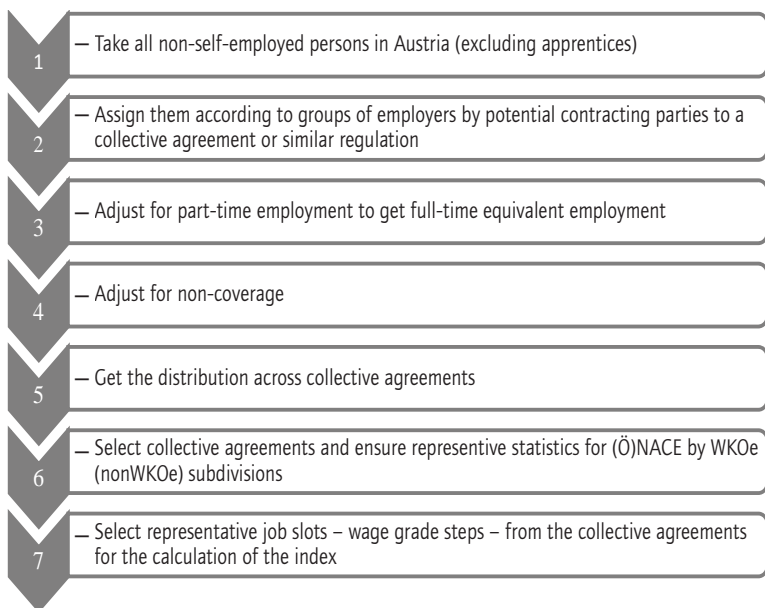 1
— Take all non-self-employed persons in Austria (excluding apprentices)
2
— Assign them according to groups of employers by potential contracting parties to a
collective agreement or similar regulation
3
— Adjust for part-time employment to get full-time equivalent employment
4
— Adjust for non-coverage
5
— Get the distribution across collective agreements
6
— Select collective agreements and ensure representive statistics for (Ö)NACE by WKOe
(nonWKOe) subdivisions
7
— Select representative job slots – wage grade steps – from the collective agreements
for the calculation of the index